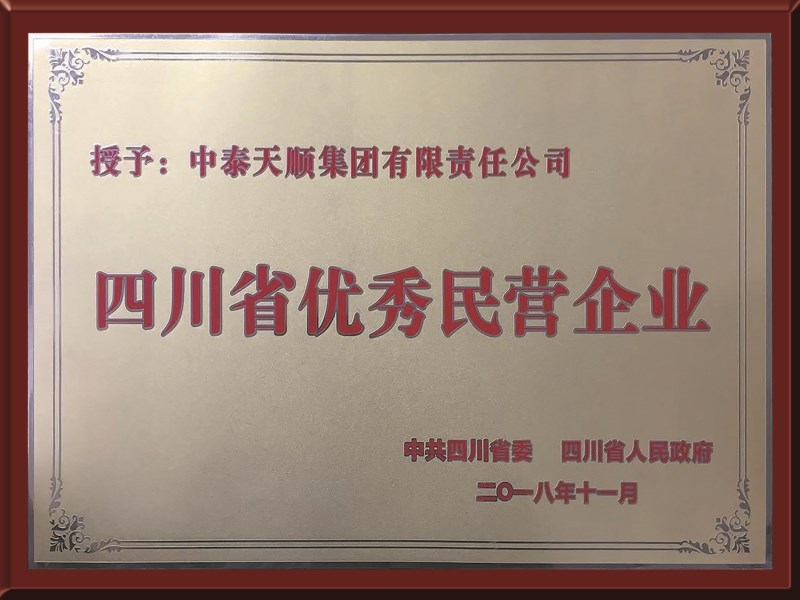 授予：中泰天顺集团有限责任公司
四川省优秀民营企业
中共四川省委 四川省人民政府
二〇一八年十一月